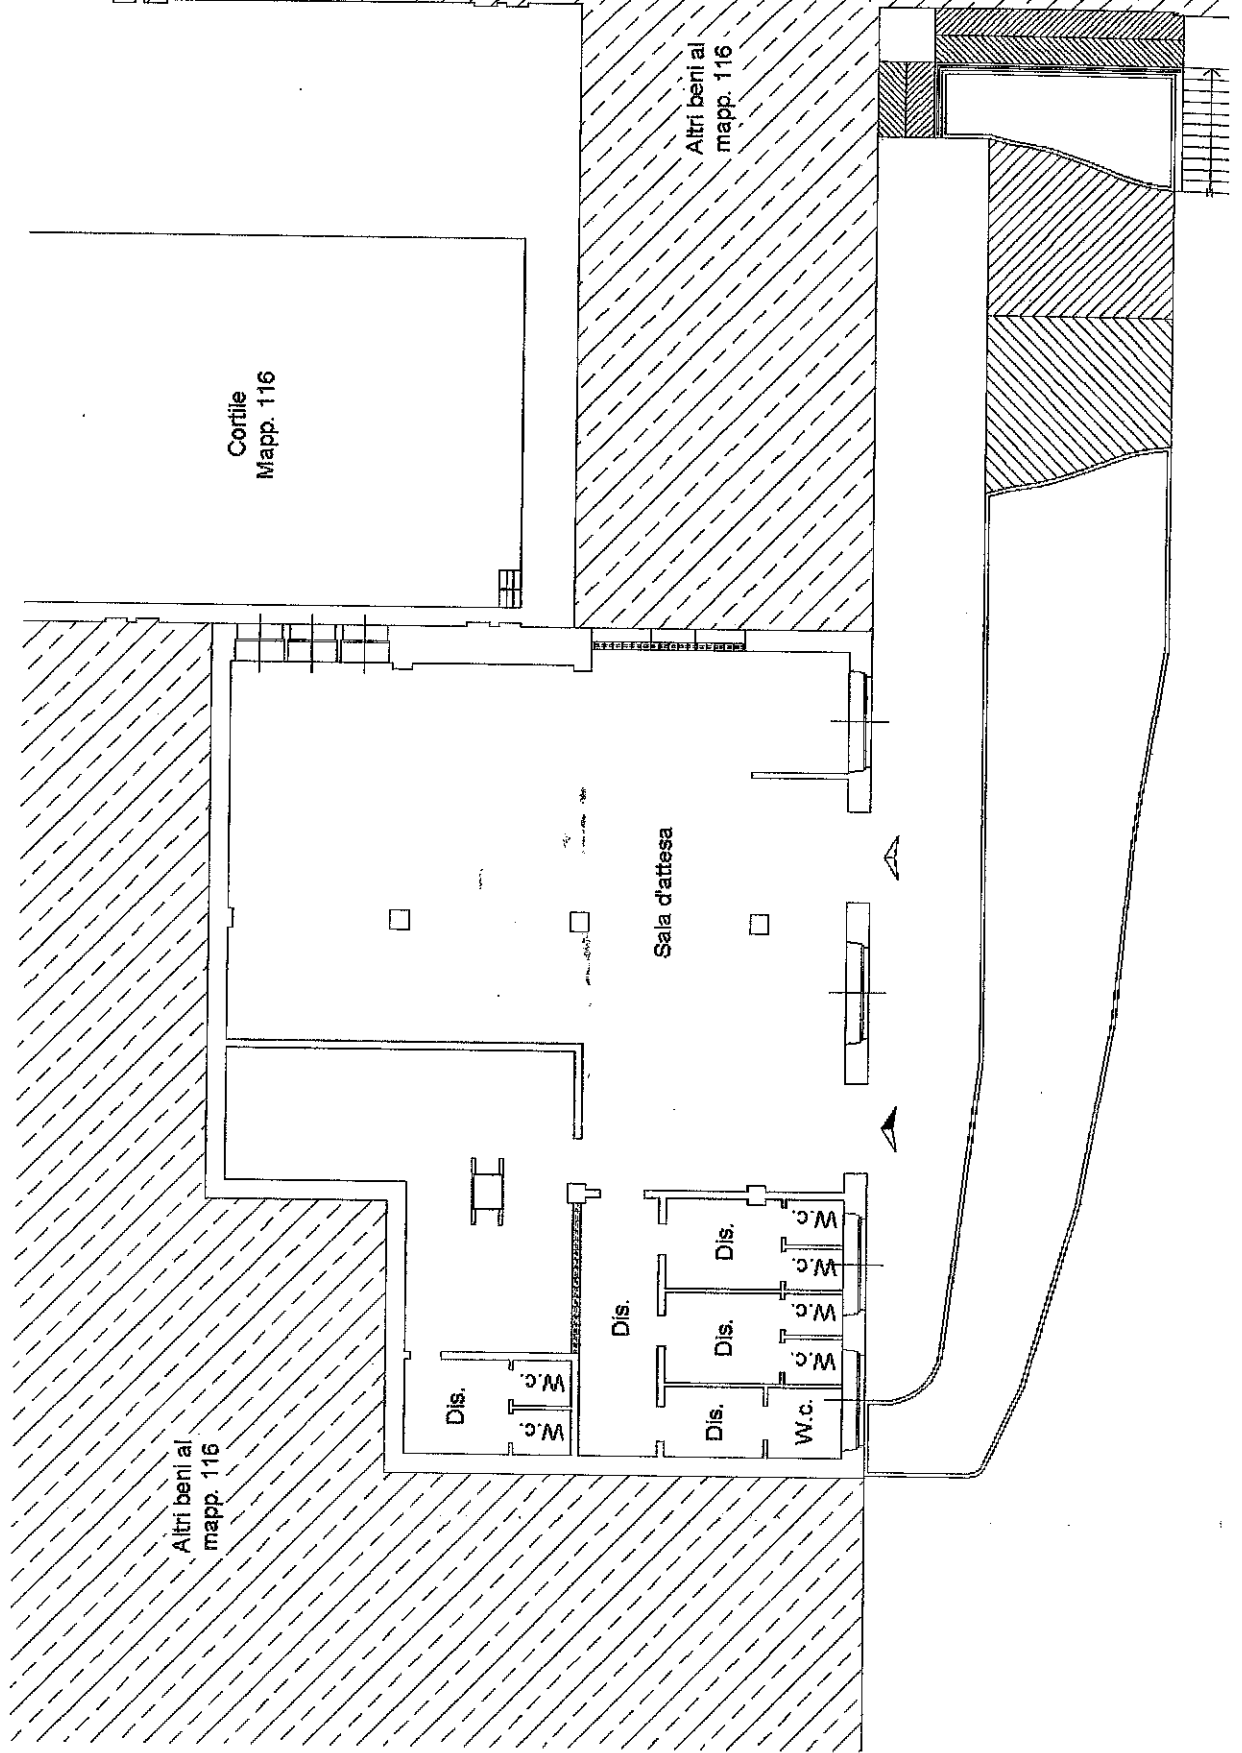 Altri beni al
mapp. 116
Cortile
Mapp. 116
Dis.
W.c.
W.c.
Dis.
Sala d'attesa
Altri beni al
mapp. 116
Dis.
Dis.
Dis.
W.c.
W.c.
W.c.
W.c.
W.c.